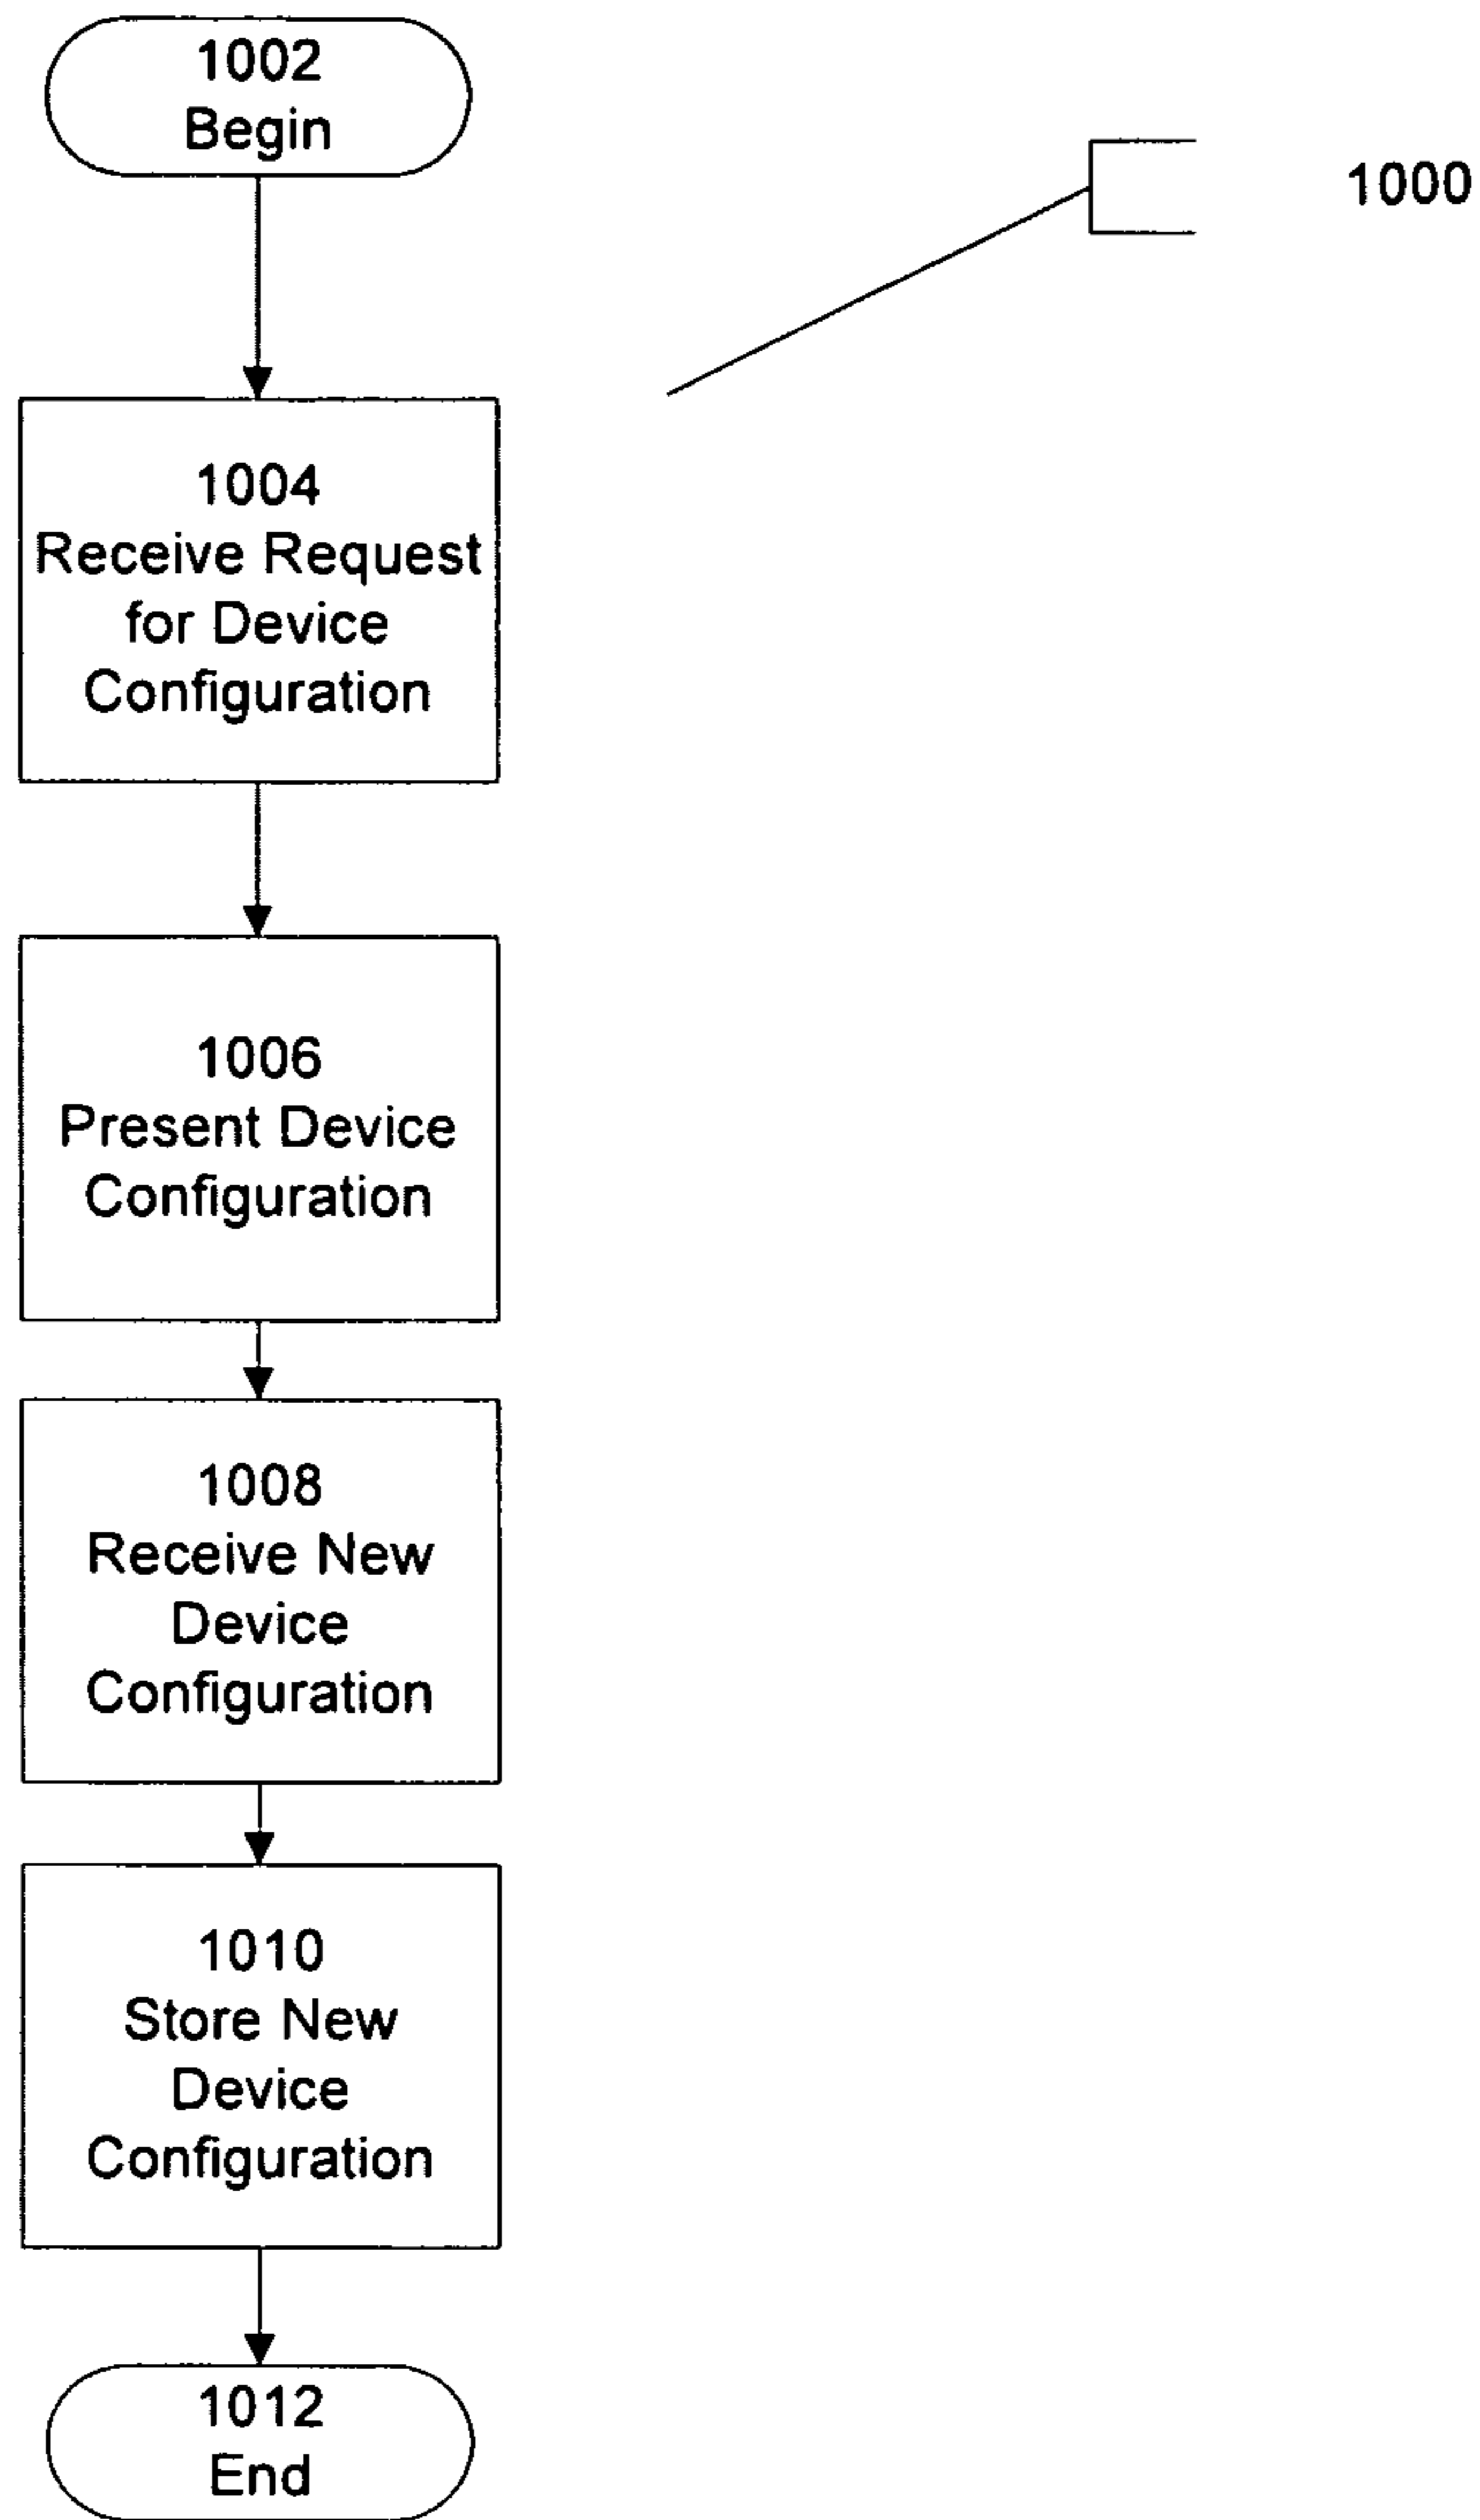 1002
Begin
1000
1004
Receive Request
for Device
Configuration
1006
Present Device
Configuration
1008
Receive New
Device
Configuration
1010
Store New
Device
Configuration
1012
End